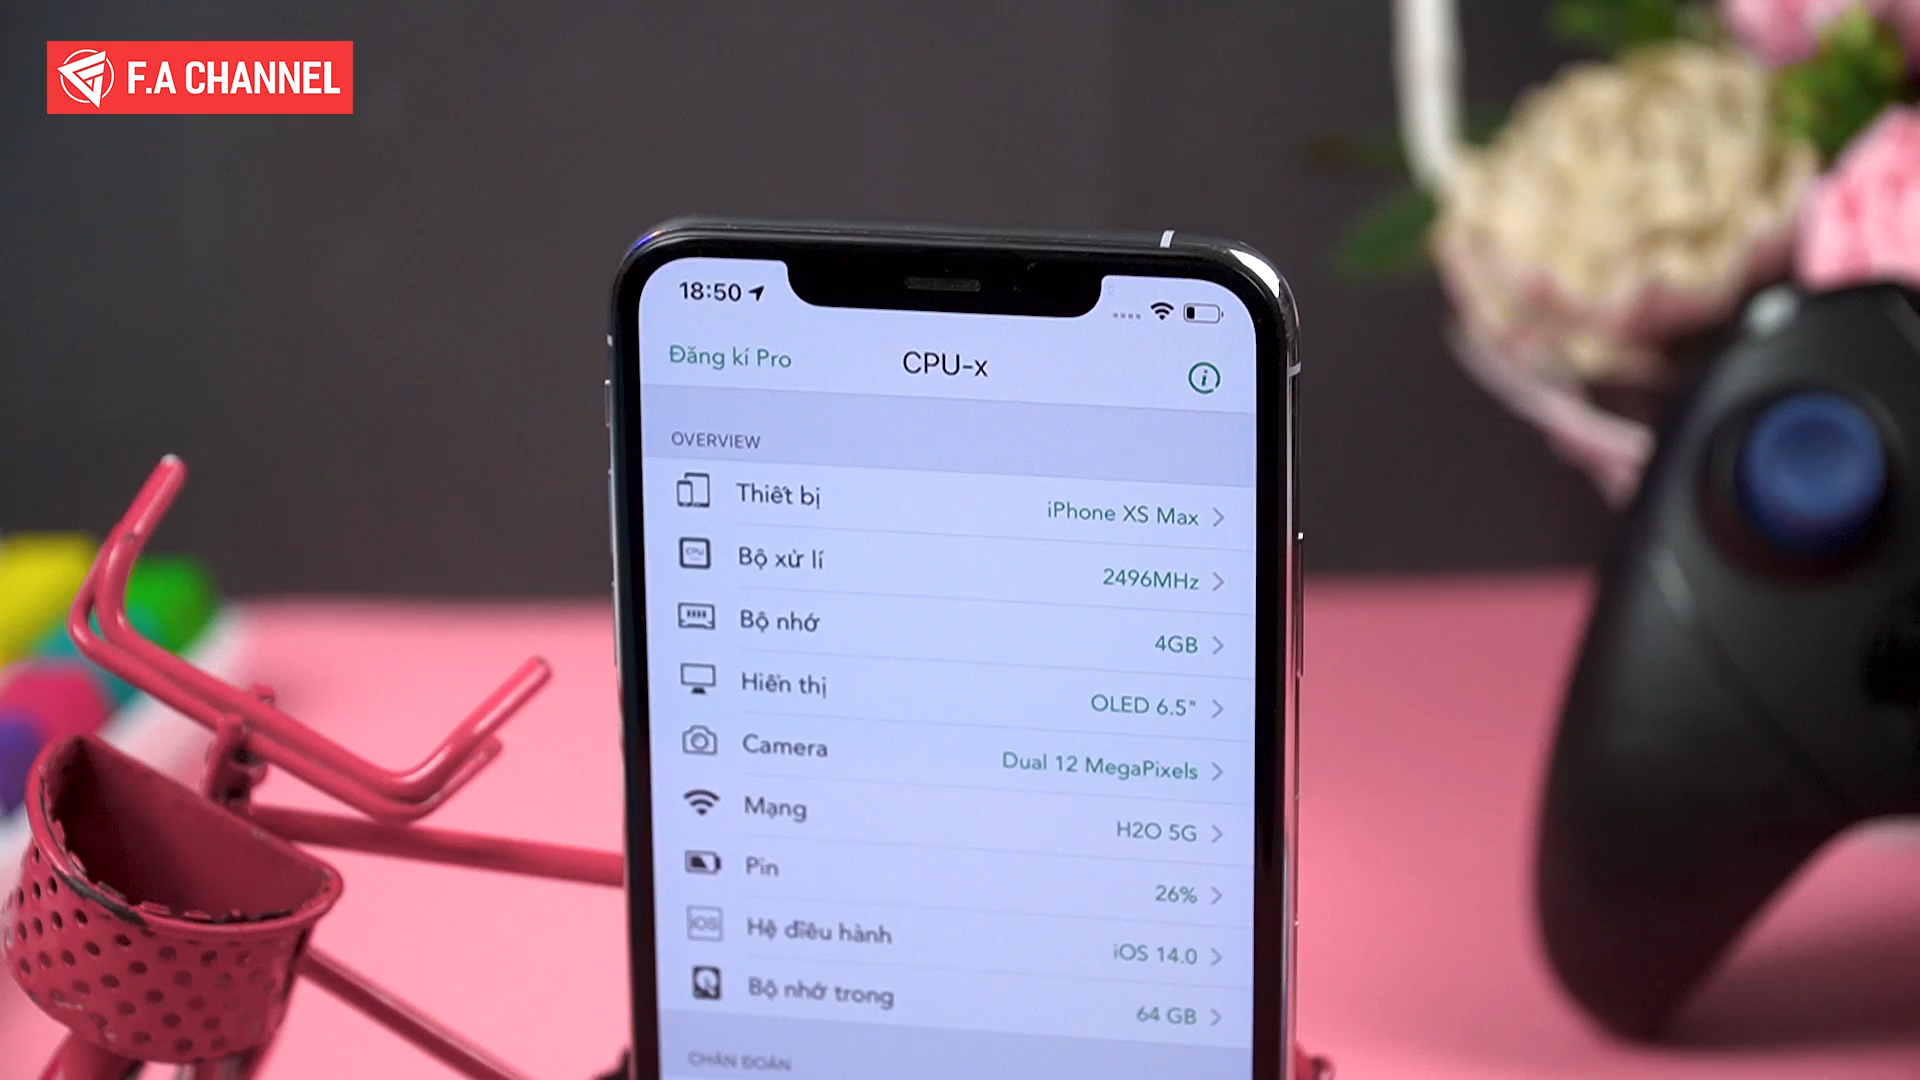 F.A CHANNEL
18:50
Đăng kí Pro
CPU-x
OVERVIEW
Thiết bị
iPhone XS Max
CPU
Bộ xử lí
2496MHz
Bộ nhớ
4GB
Hiển thị
OLED 6.5"
Camera
Dual 12 MegaPixels
Mạng
H2O 5G
Pin
26%
iOS
Hệ điều hành
iOS 14.0
Bộ nhớ trong
64 GB
CHẨN ĐOÁN